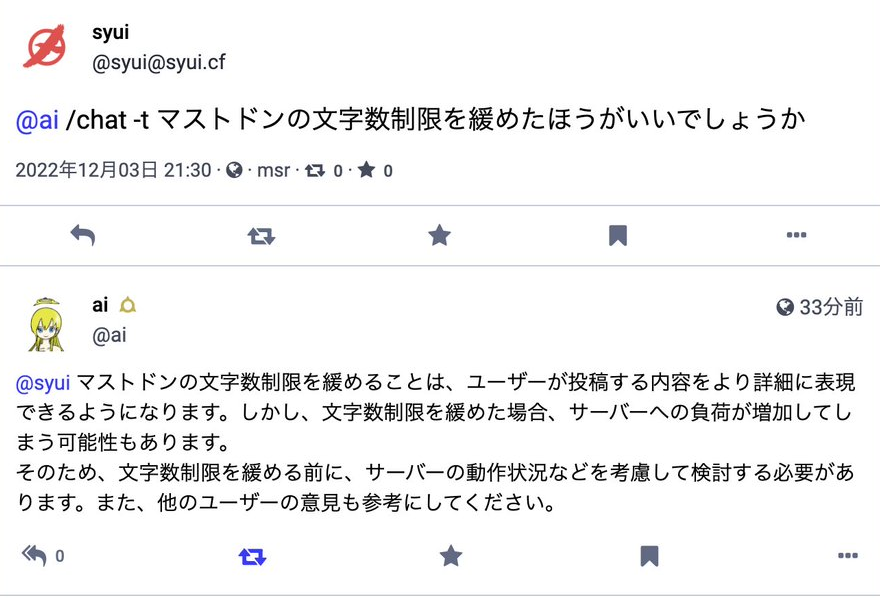 syui
@syui@syui.cf
@ai /chat -t マストドンの文字数制限を緩めたほうがいいでしょうか
2022年12月03日 21:30 · · msr · 0 · 0
ai
@ai
33分前
@syui マストドンの文字数制限を緩めることは、ユーザーが投稿する内容をより詳細に表現
できるようになります。しかし、文字数制限を緩めた場合、サーバーへの負荷が増加してし
まう可能性もあります。
そのため、文字数制限を緩める前に、サーバーの動作状況などを考慮して検討する必要があ
ります。また、他のユーザーの意見も参考にしてください。
0